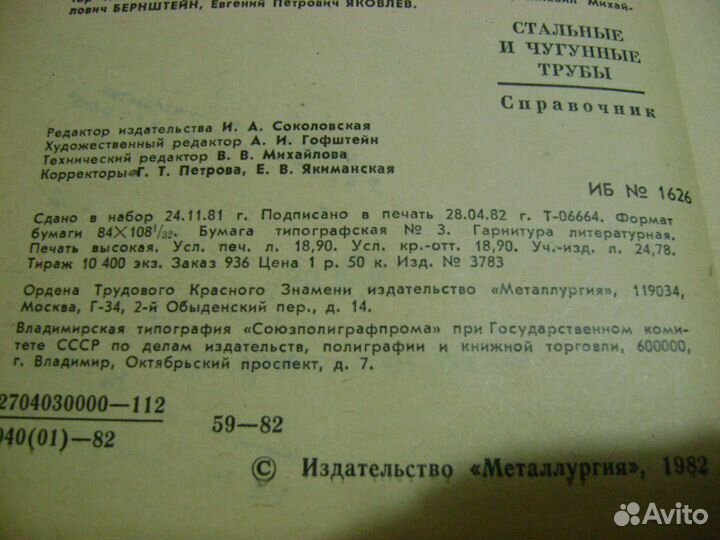 лович БЕРНШТЕЙН, Евгений Петрович ЯКОВЛЕВ.
СТАЛЬНЫЕ
И ЧУГУННЫЕ
ТРУБЫ
Справочник
Редактор издательства И. А. Соколовская
Художественный редактор А. И. Гофштейн
Технический редактор В. В. Михайлова
Корректоры Г. Т. Петрова, Е. В. Якиманская
ИБ № 1626
Сдано в набор 24.11.81 г. Подписано в печать 28.04.82 г. Т-06664. Формат
бумаги 84×108¹/₃₂. Бумага типографская № 3. Гарнитура литературная.
Печать высокая. Усл. печ. л. 18,90. Усл. кр.-отт. 18,90. Уч.-изд. л. 24,78.
Тираж 10 400 экз. Заказ 936 Цена 1 р. 50 к. Изд. № 3783
Ордена Трудового Красного Знамени издательство «Металлургия», 119034,
Москва, Г-34, 2-й Обыденский пер., д. 14.
Владимирская типография «Союзполиграфпрома» при Государственном коми-
тете СССР по делам издательств, полиграфии и книжной торговли, 600000,
г. Владимир, Октябрьский проспект, д. 7.
2704030000—112
040(01)—82
59—82
© Издательство «Металлургия», 1982
Avito